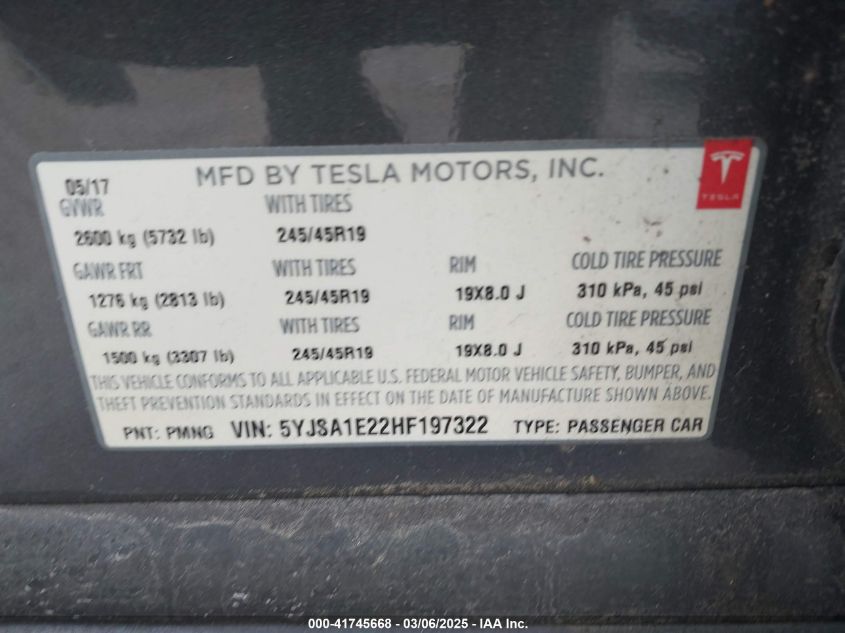 MFD BY TESLA MOTORS, INC.
05/17
TESLA
GVWR WITH TIRES
2600 kg (5732 lb) 245/45R19
GAWR FRT WITH TIRES RIM COLD TIRE PRESSURE
1276 kg (2813 lb) 245/45R19 19X8.0 J 310 kPa, 45 psi
GAWR RR WITH TIRES RIM COLD TIRE PRESSURE
1500 kg (3307 lb) 245/45R19 19X8.0 J 310 kPa, 45 psi
THIS VEHICLE CONFORMS TO ALL APPLICABLE U.S. FEDERAL MOTOR VEHICLE SAFETY, BUMPER, AND
THEFT PREVENTION STANDARDS IN EFFECT ON THE DATE OF MANUFACTURE SHOWN ABOVE.
PNT: PMNG VIN: 5YJSA1E22HF197322 TYPE: PASSENGER CAR
000-41745668 - 03/06/2025 - IAA Inc.